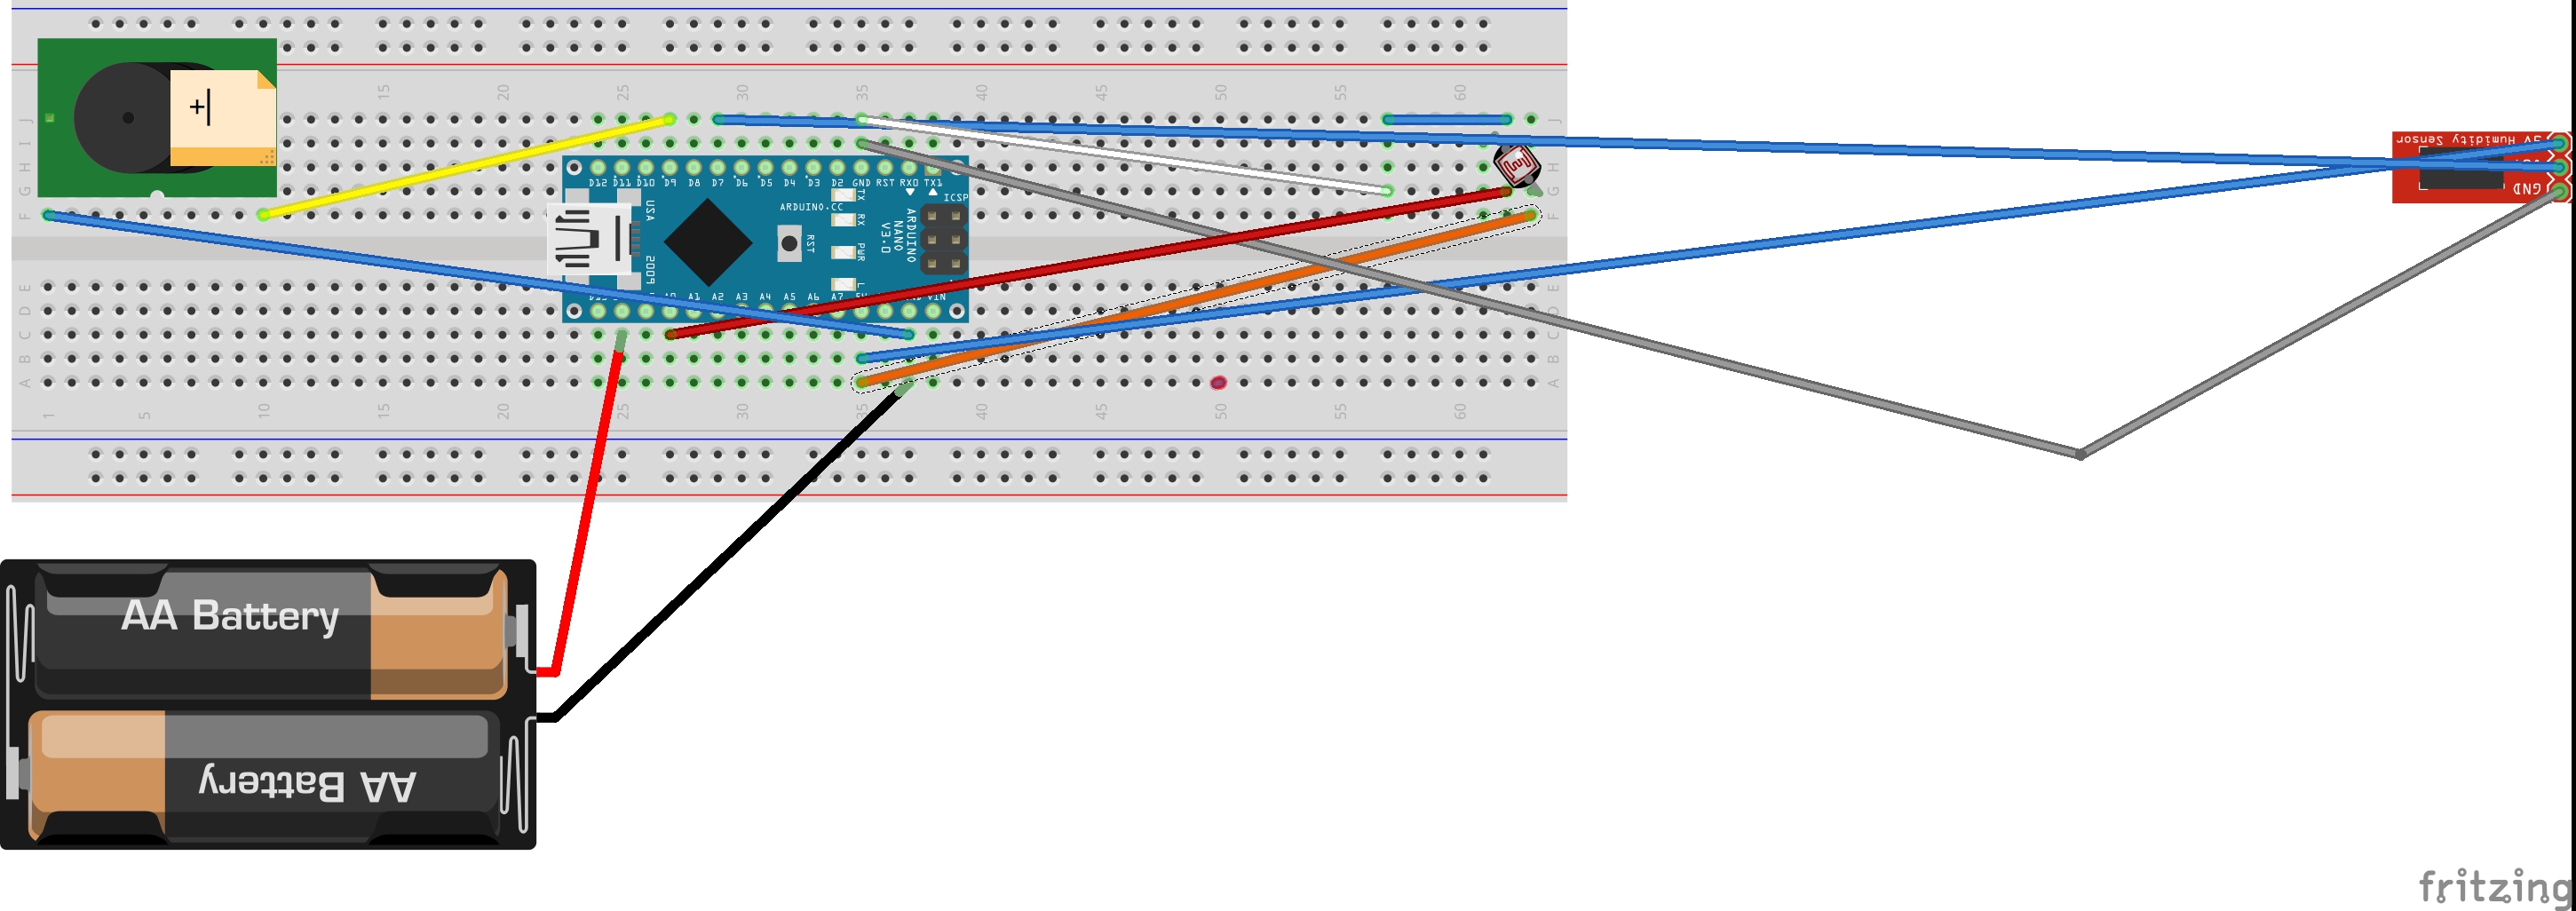 15 20 25 30 35 40 45 50 55 60
J
I
H
G
F
J
H
G
F
+|
5V
Humidity Sensor
GND
D12 D11 D10 D9 D8 D7 D6 D5 D4 D3 D2 GND RST RX0 TX1
TX
RX
PWR
L
ARDUINO.CC
ICSP
USA
2009
RST
ARDUINO
NANO
V3.0
A1 A2 A3 A4 A5 A6 A7 VIN
E
D
C
B
A
E
D
C
B
A
1 5 10 15 20 25 30 35 40 45 50 55 60
AA Battery
AA Battery
fritzing